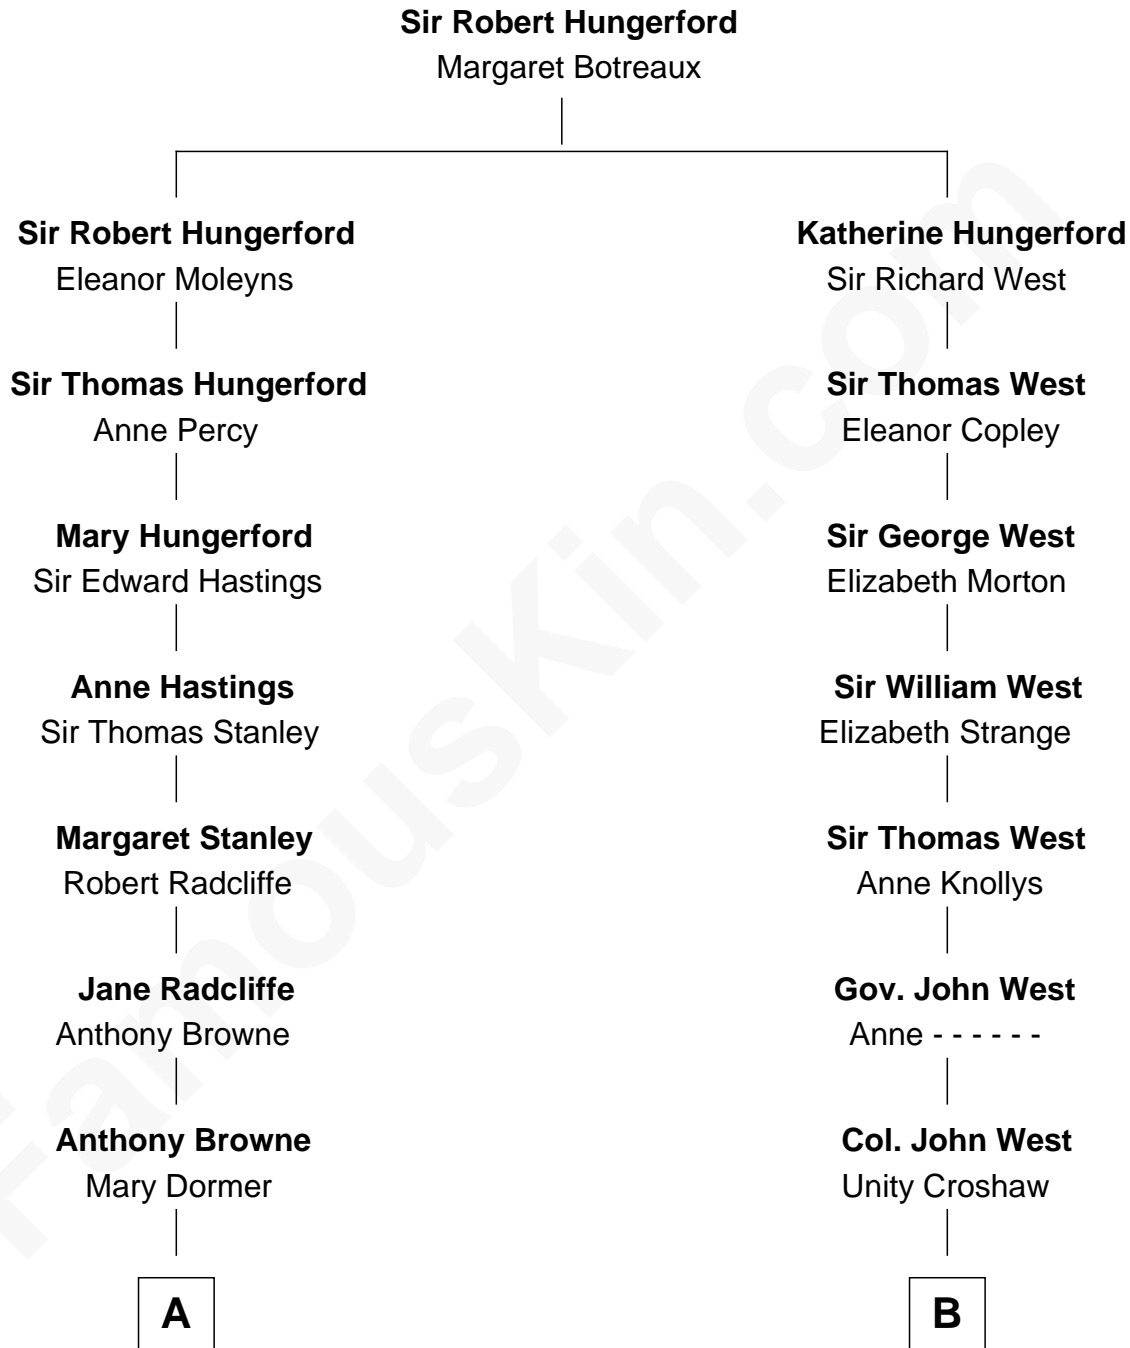 Sir Robert Hungerford
Margaret Botreaux
Sir Robert Hungerford
Eleanor Moleyns
Katherine Hungerford
Sir Richard West
Sir Thomas Hungerford
Anne Percy
Sir Thomas West
Eleanor Copley
Mary Hungerford
Sir Edward Hastings
Sir George West
Elizabeth Morton
Anne Hastings
Sir Thomas Stanley
Sir William West
Elizabeth Strange
Margaret Stanley
Robert Radcliffe
Sir Thomas West
Anne Knollys
Jane Radcliffe
Anthony Browne
Gov. John West
Anne - - - - - -
Anthony Browne
Mary Dormer
Col. John West
Unity Croshaw
A
B
FamousKin.com